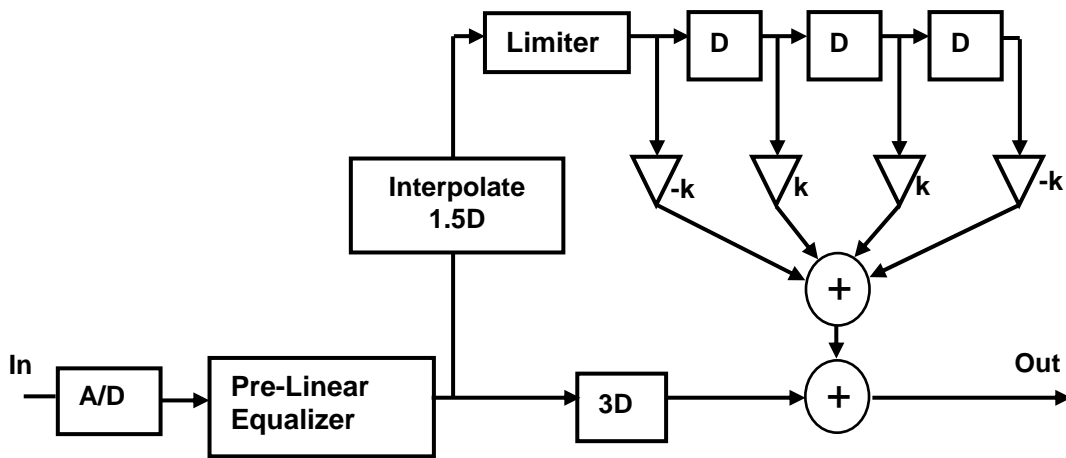 Limiter
D
D
D
-k
k
k
-k
Interpolate
1.5D
+
In
A/D
Pre-Linear
Equalizer
3D
+
Out